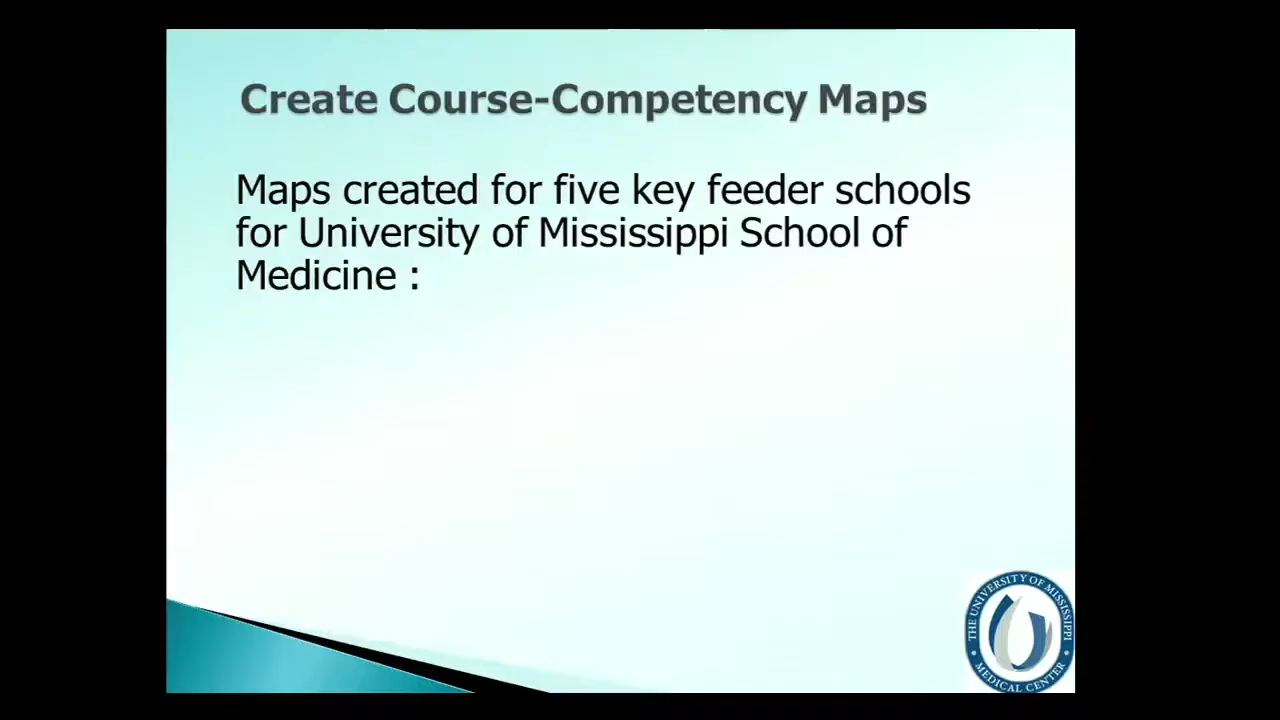 Create Course-Competency Maps
Maps created for five key feeder schools
for University of Mississippi School of
Medicine :
THE UNIVERSITY OF MISSISSIPPI
MEDICAL CENTER